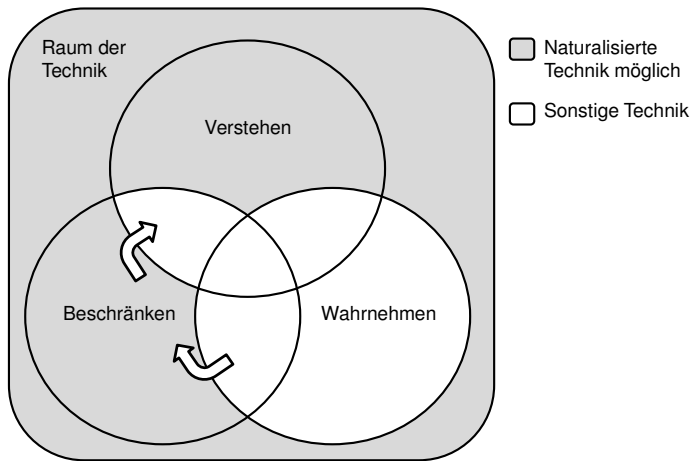 Raum der
Technik
Verstehen
Beschränken
Wahrnehmen
Naturalisierte
Technik möglich
Sonstige Technik